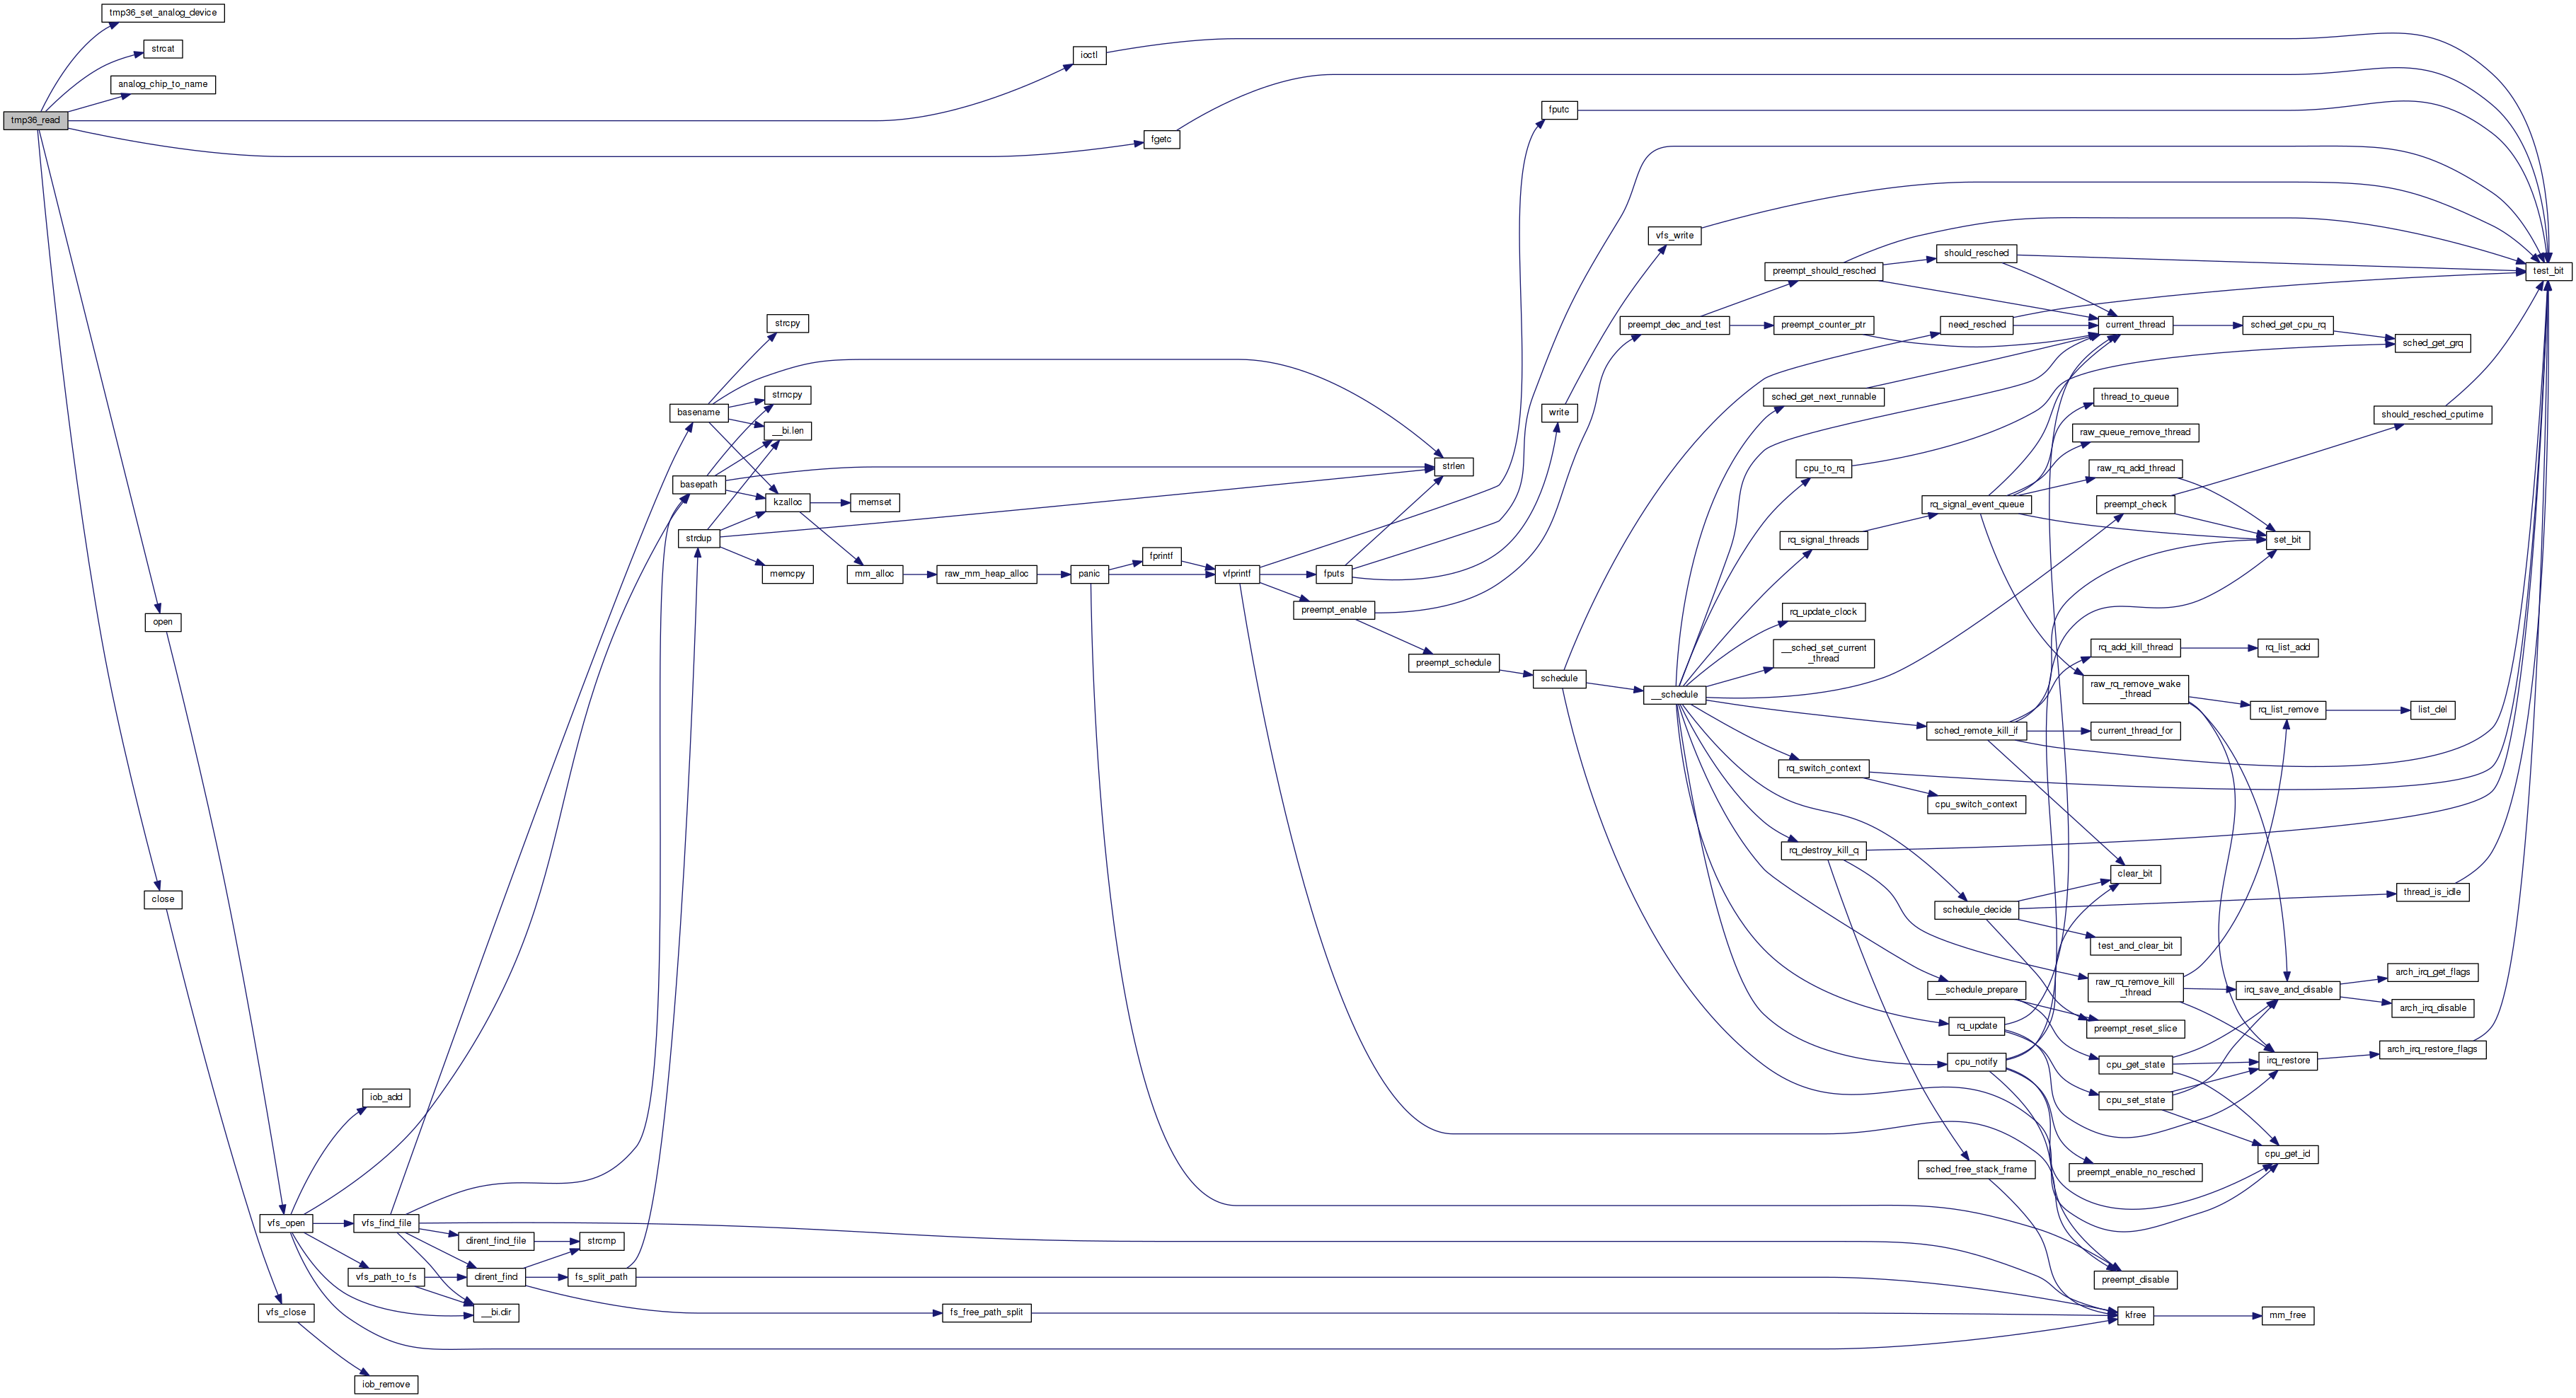 tmp36_set_analog_device
strcat
analog_chip_to_name
tmp36_read
ioctl
fgetc
fputc
vfs_write
preempt_should_resched
should_resched
test_bit
strcpy
preempt_dec_and_test
preempt_counter_ptr
need_resched
current_thread
sched_get_cpu_rq
sched_get_grq
strncpy
sched_get_next_runnable
thread_to_queue
basename
write
should_resched_cputime
__bi.len
raw_queue_remove_thread
strlen
cpu_to_rq
raw_rq_add_thread
basepath
kzalloc
memset
rq_signal_event_queue
preempt_check
strdup
rq_signal_threads
set_bit
fprintf
memcpy
mm_alloc
raw_mm_heap_alloc
panic
vfprintf
fputs
preempt_enable
rq_update_clock
open
__sched_set_current
_thread
rq_add_kill_thread
rq_list_add
preempt_schedule
schedule
__schedule
raw_rq_remove_wake
_thread
rq_list_remove
list_del
sched_remote_kill_if
current_thread_for
rq_switch_context
cpu_switch_context
rq_destroy_kill_q
clear_bit
close
thread_is_idle
schedule_decide
test_and_clear_bit
arch_irq_get_flags
__schedule_prepare
raw_rq_remove_kill
_thread
irq_save_and_disable
arch_irq_disable
rq_update
preempt_reset_slice
arch_irq_restore_flags
cpu_notify
cpu_get_state
irq_restore
iob_add
cpu_set_state
cpu_get_id
sched_free_stack_frame
preempt_enable_no_resched
vfs_open
vfs_find_file
dirent_find_file
strcmp
vfs_path_to_fs
dirent_find
fs_split_path
preempt_disable
vfs_close
__bi.dir
fs_free_path_split
kfree
mm_free
iob_remove